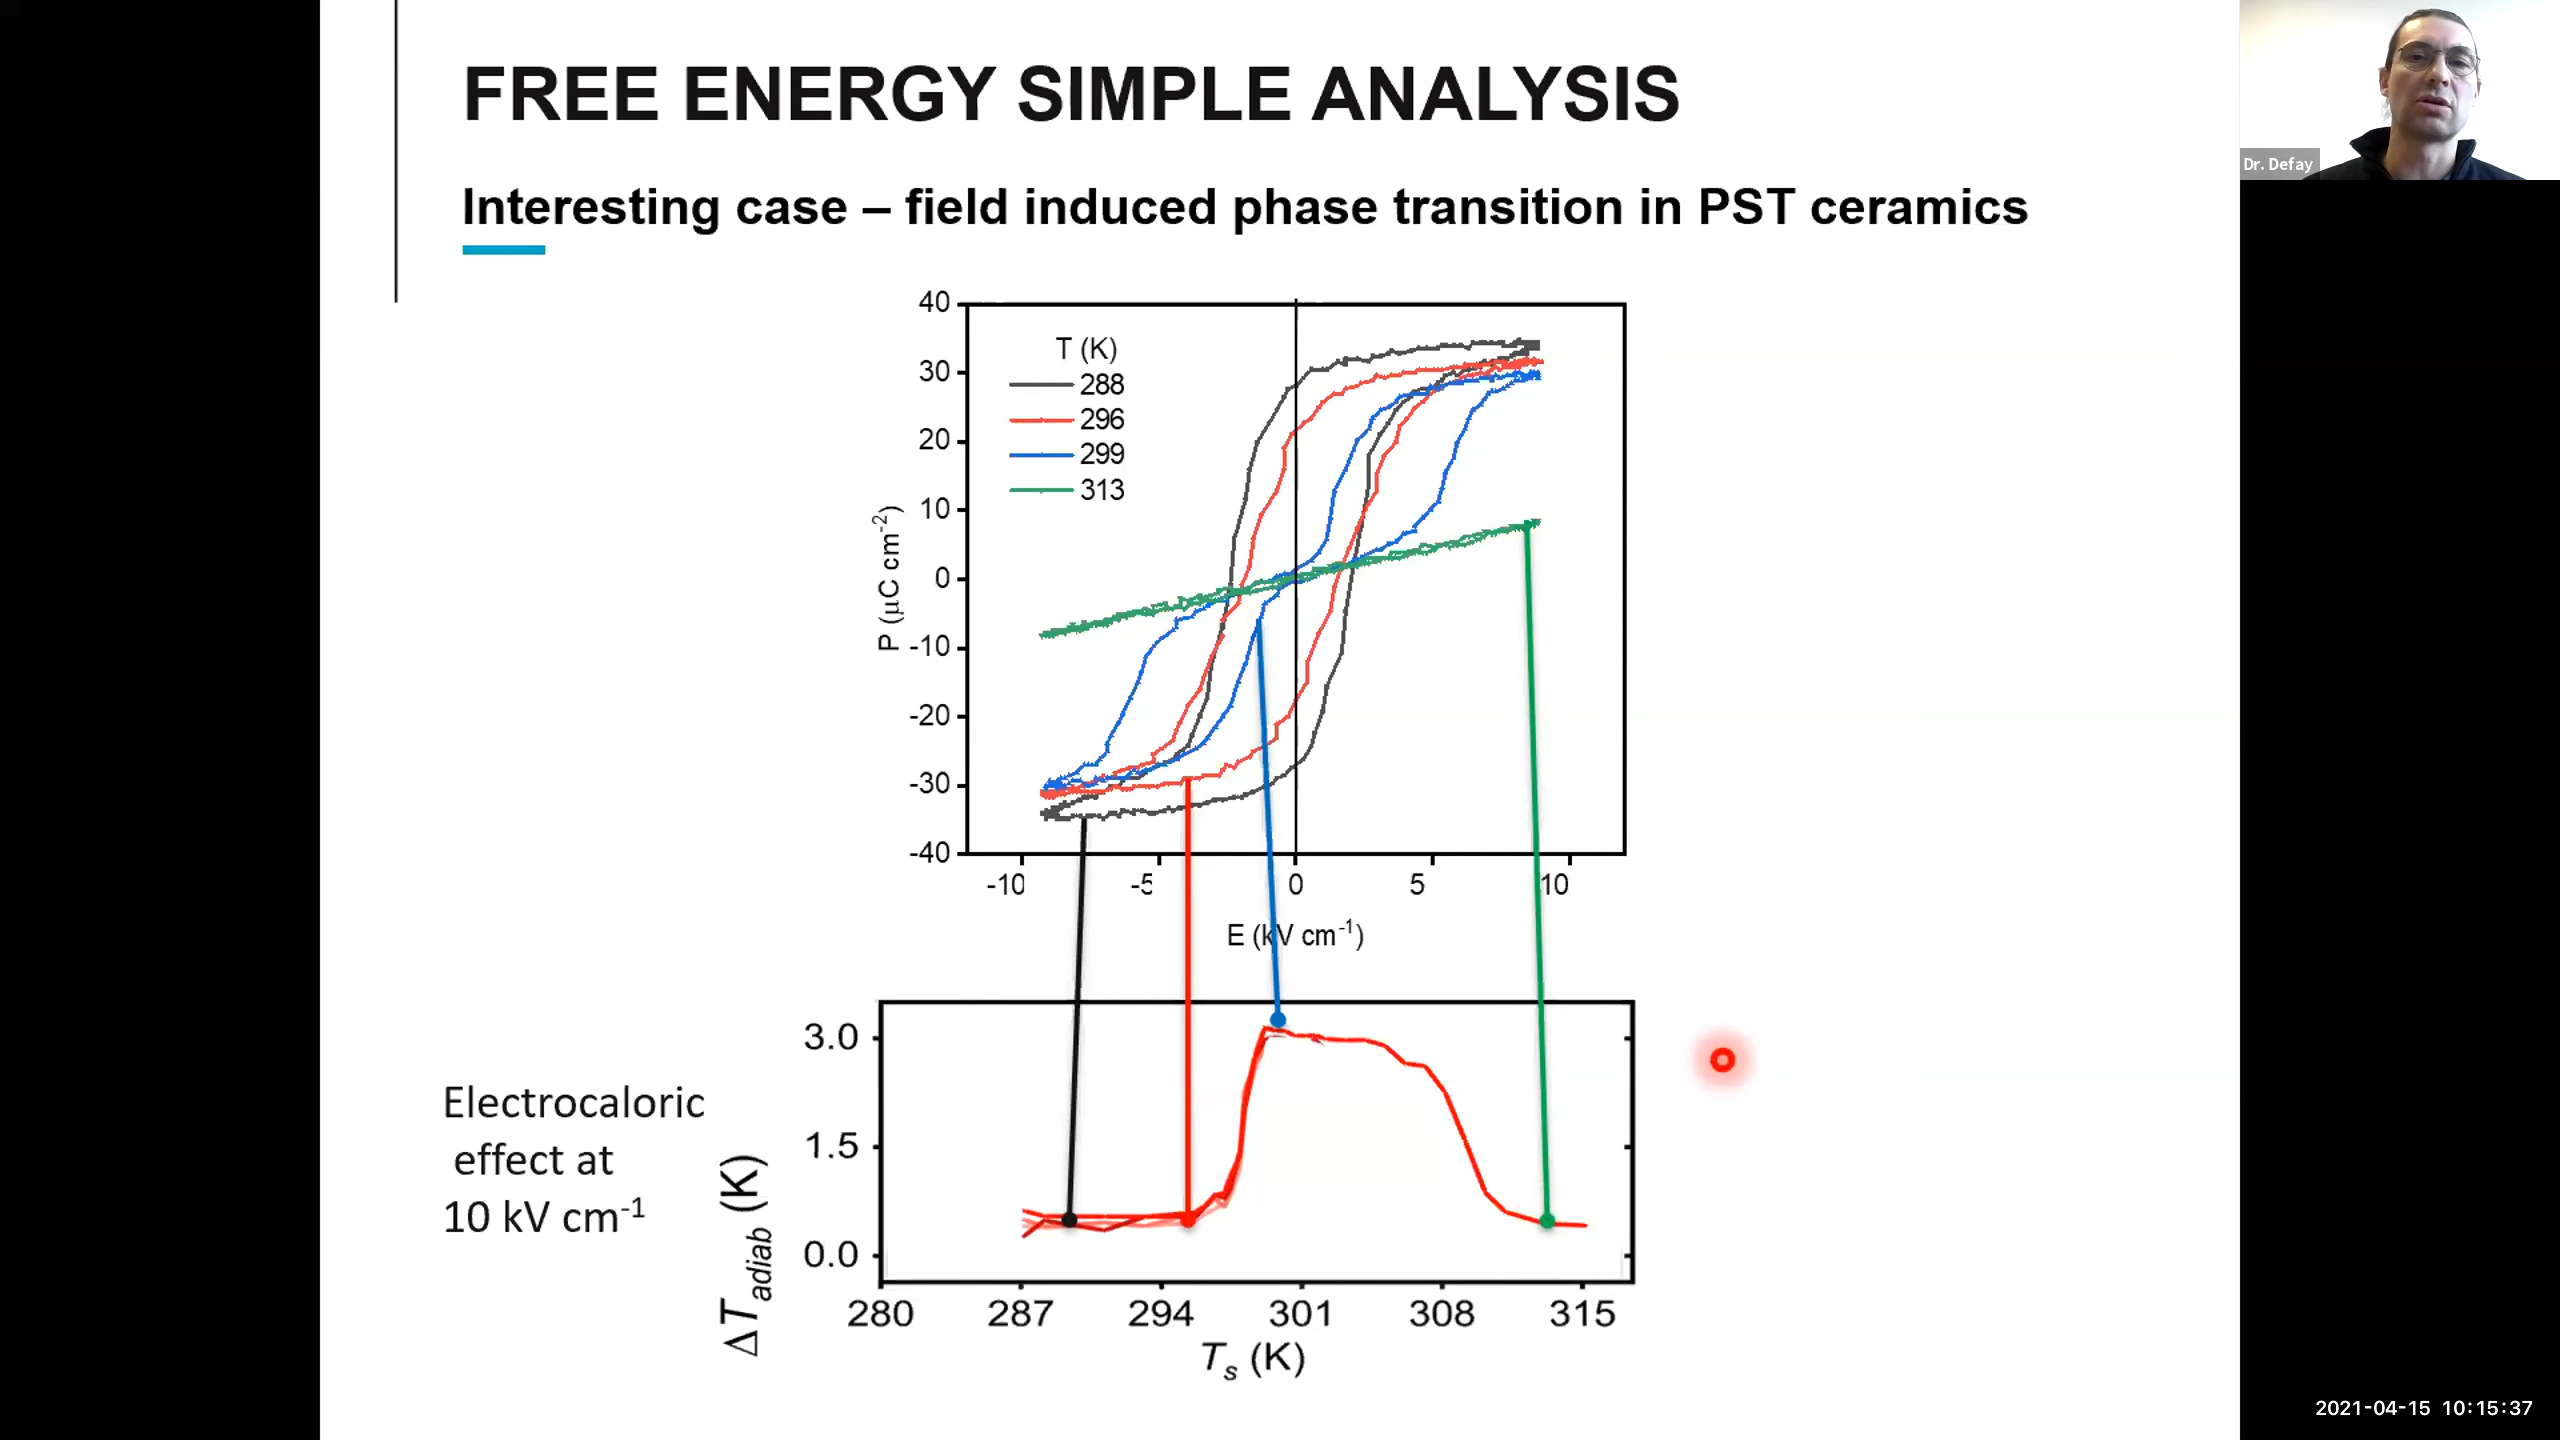 FREE ENERGY SIMPLE ANALYSIS
Interesting case – field induced phase transition in PST ceramics
Dr. Defay
T (K)
288
296
299
313
40
30
20
10
0
-10
-20
-30
-40
P (μC cm⁻²)
-10 -5 0 5 10
E (kV cm⁻¹)
Electrocaloric
effect at
10 kV cm⁻¹
ΔT_adiab (K)
3.0
1.5
0.0
280 287 294 301 308 315
T_s (K)
2021-04-15 10:15:37